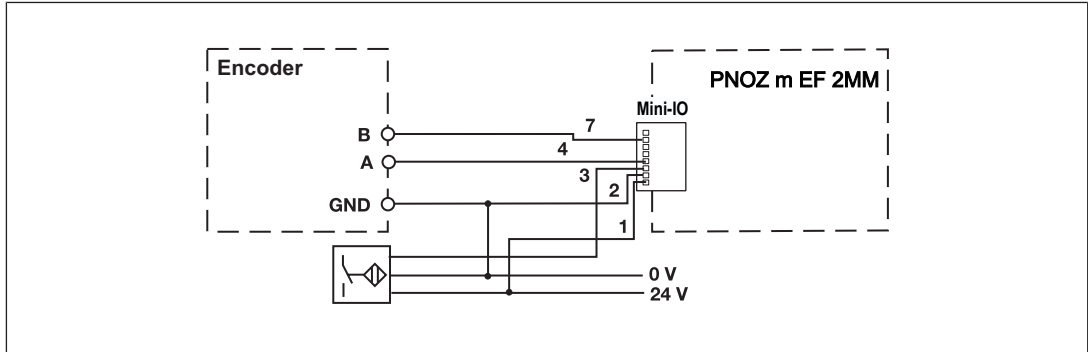 Encoder
PNOZ m EF 2MM
Mini-IO
B
7
A
4
3
GND
2
1
0 V
24 V